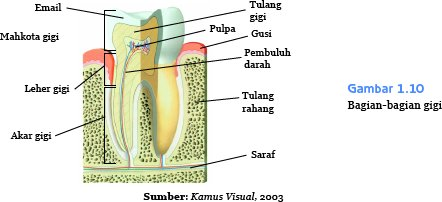 Email
Mahkota gigi
Leher gigi
Akar gigi
Tulang
gigi
Pulpa
Gusi
Pembuluh
darah
Tulang
rahang
Saraf
Gambar 1.10
Bagian-bagian gigi
Sumber: Kamus Visual, 2003